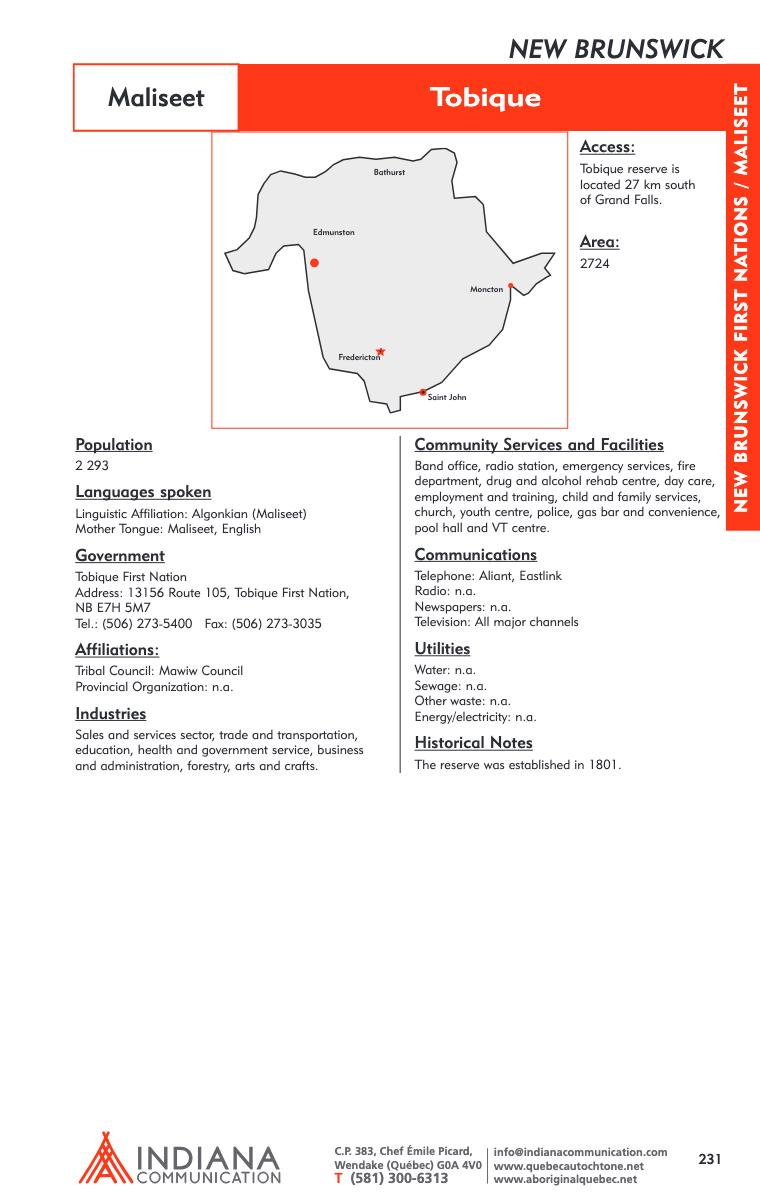 NEW BRUNSWICK
Maliseet
Tobique
NEW BRUNSWICK FIRST NATIONS / MALISEET
Bathurst
Edmunston
Moncton
Fredericton
Saint John
Access:
Tobique reserve is
located 27 km south
of Grand Falls.
Area:
2724
Population
2 293
Languages spoken
Linguistic Affiliation: Algonkian (Maliseet)
Mother Tongue: Maliseet, English
Government
Tobique First Nation
Address: 13156 Route 105, Tobique First Nation,
NB E7H 5M7
Tel.: (506) 273-5400 Fax: (506) 273-3035
Affiliations:
Tribal Council: Mawiw Council
Provincial Organization: n.a.
Industries
Sales and services sector, trade and transportation,
education, health and government service, business
and administration, forestry, arts and crafts.
Community Services and Facilities
Band office, radio station, emergency services, fire
department, drug and alcohol rehab centre, day care,
employment and training, child and family services,
church, youth centre, police, gas bar and convenience,
pool hall and VT centre.
Communications
Telephone: Aliant, Eastlink
Radio: n.a.
Newspapers: n.a.
Television: All major channels
Utilities
Water: n.a.
Sewage: n.a.
Other waste: n.a.
Energy/electricity: n.a.
Historical Notes
The reserve was established in 1801.
INDIANA
COMMUNICATION
C.P. 383, Chef Émile Picard,
Wendake (Québec) G0A 4V0
T (581) 300-6313
info@indianacommunication.com
www.quebecautochtone.net
www.aboriginalquebec.net
231